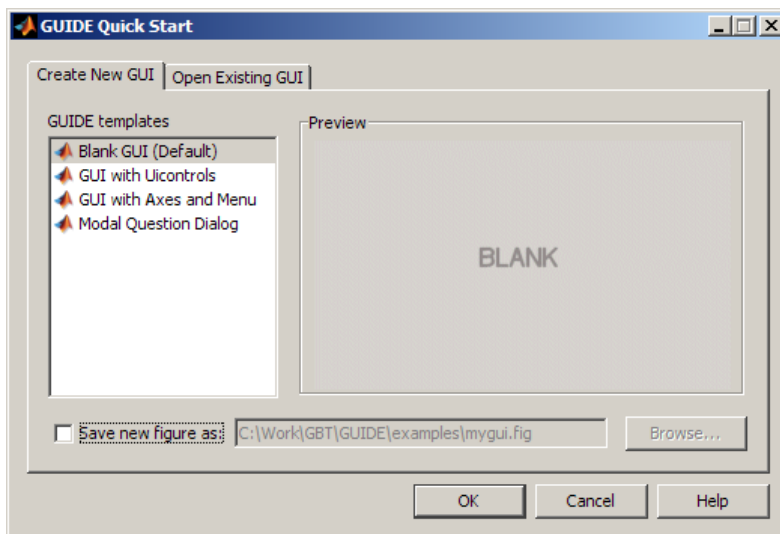 GUIDE Quick Start
Create New GUI
Open Existing GUI
GUIDE templates
Blank GUI (Default)
GUI with Uicontrols
GUI with Axes and Menu
Modal Question Dialog
Preview
BLANK
Save new figure as:
C:\Work\GBT\GUIDE\examples\mygui.fig
Browse...
OK
Cancel
Help